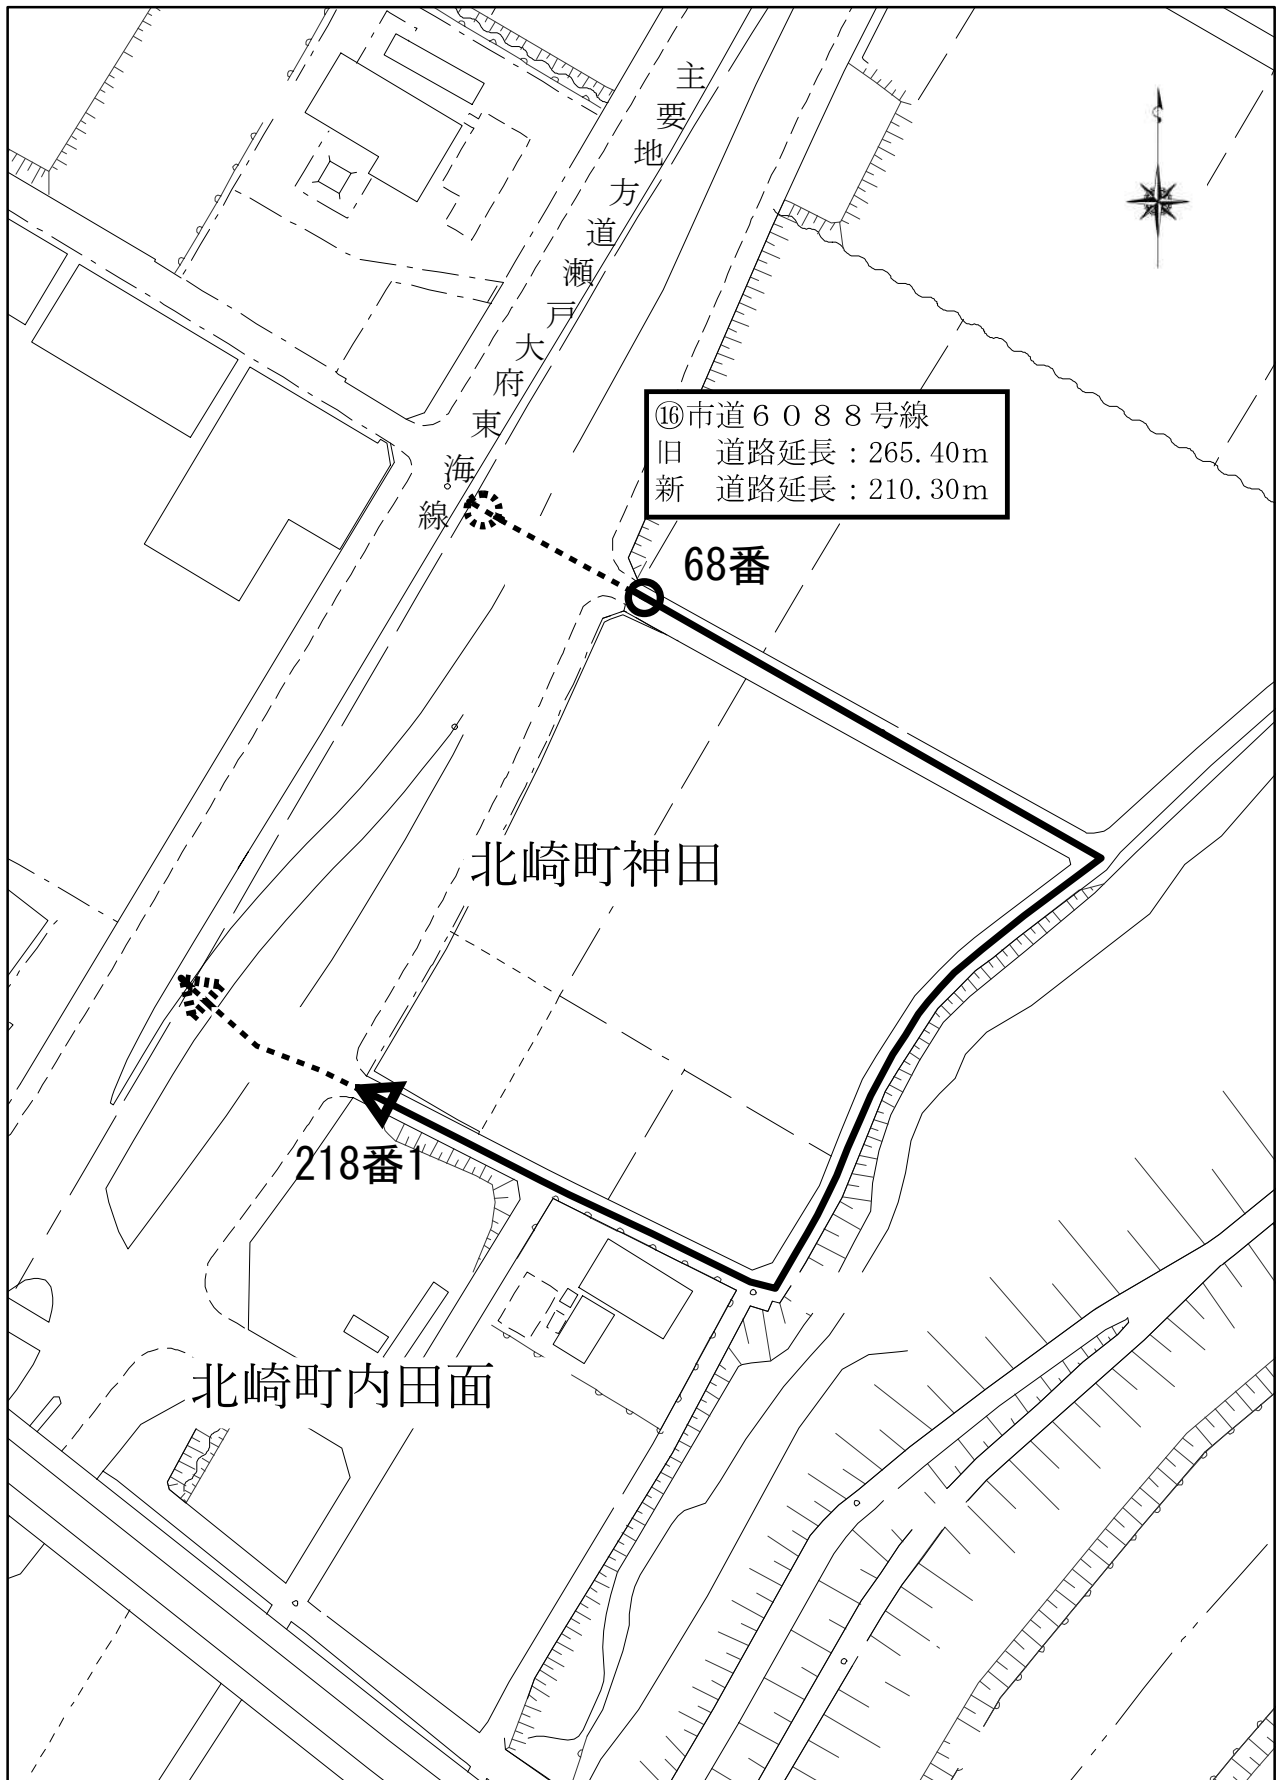 主要地方道瀬戸大府東海線
⑯市道６０８８号線
旧　道路延長：265.40m
新　道路延長：210.30m
68番
北崎町神田
218番1
北崎町内田面